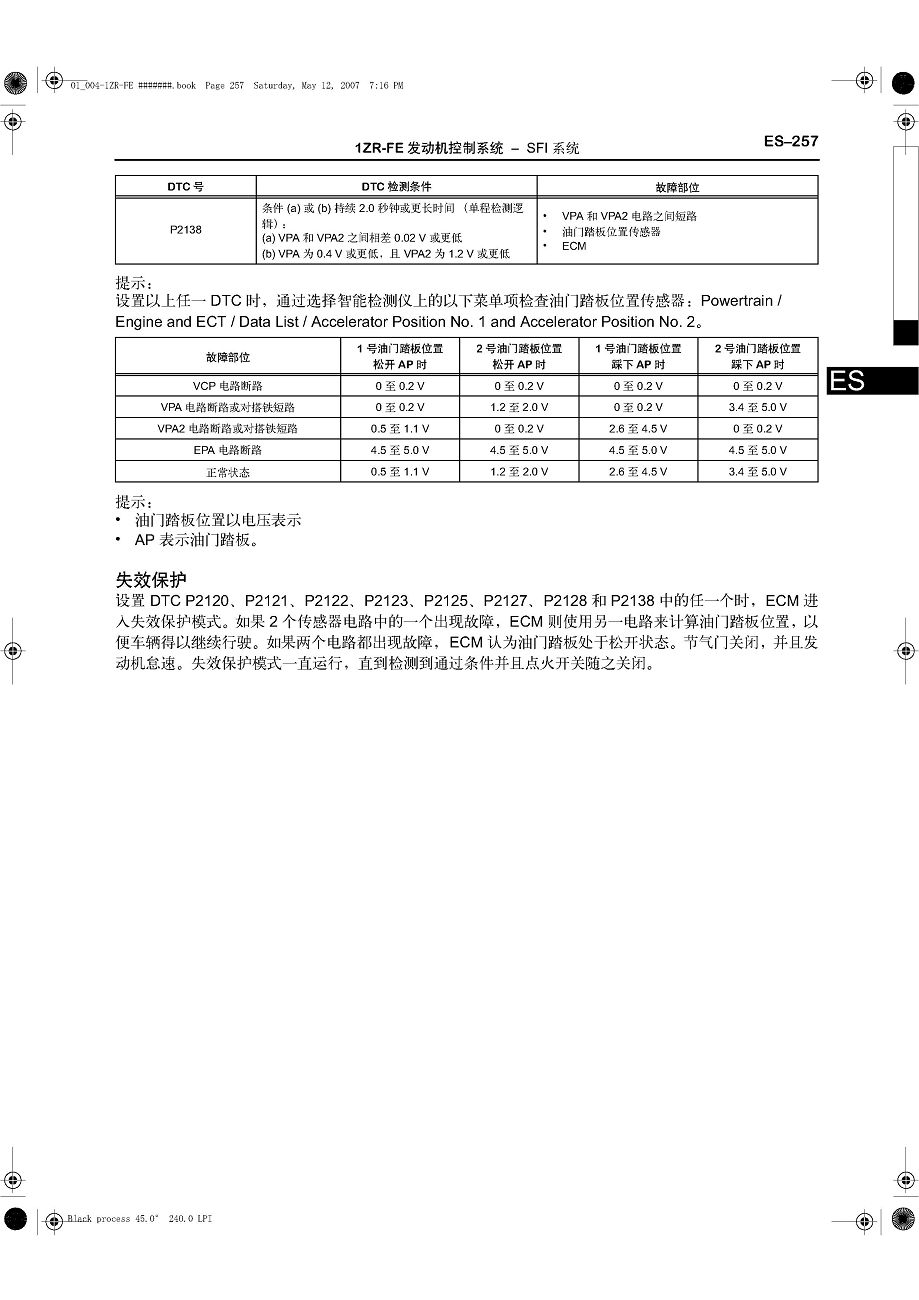 01_004-1ZR-FE #######.book Page 257 Saturday, May 12, 2007 7:16 PM
ES–257
1ZR-FE 发动机控制系统 – SFI 系统
DTC 号 DTC 检测条件 故障部位
P2138
条件 (a) 或 (b) 持续 2.0 秒钟或更长时间 (单程检测逻
辑)：
(a) VPA 和 VPA2 之间相差 0.02 V 或更低
(b) VPA 为 0.4 V 或更低，且 VPA2 为 1.2 V 或更低
• VPA 和 VPA2 电路之间短路
• 油门踏板位置传感器
• ECM
提示：
设置以上任一 DTC 时，通过选择智能检测仪上的以下菜单项检查油门踏板位置传感器：Powertrain /
Engine and ECT / Data List / Accelerator Position No. 1 and Accelerator Position No. 2。
故障部位 1 号油门踏板位置 松开 AP 时 2 号油门踏板位置 松开 AP 时 1 号油门踏板位置 踩下 AP 时 2 号油门踏板位置 踩下 AP 时
VCP 电路断路 0 至 0.2 V 0 至 0.2 V 0 至 0.2 V 0 至 0.2 V
VPA 电路断路或对搭铁短路 0 至 0.2 V 1.2 至 2.0 V 0 至 0.2 V 3.4 至 5.0 V
VPA2 电路断路或对搭铁短路 0.5 至 1.1 V 0 至 0.2 V 2.6 至 4.5 V 0 至 0.2 V
EPA 电路断路 4.5 至 5.0 V 4.5 至 5.0 V 4.5 至 5.0 V 4.5 至 5.0 V
正常状态 0.5 至 1.1 V 1.2 至 2.0 V 2.6 至 4.5 V 3.4 至 5.0 V
ES
提示：
• 油门踏板位置以电压表示
• AP 表示油门踏板。
失效保护
设置 DTC P2120、P2121、P2122、P2123、P2125、P2127、P2128 和 P2138 中的任一个时，ECM 进
入失效保护模式。如果 2 个传感器电路中的一个出现故障，ECM 则使用另一电路来计算油门踏板位置，以
便车辆得以继续行驶。如果两个电路都出现故障，ECM 认为油门踏板处于松开状态。节气门关闭，并且发
动机怠速。失效保护模式一直运行，直到检测到通过条件并且点火开关随之关闭。
Black process 45.0° 240.0 LPI